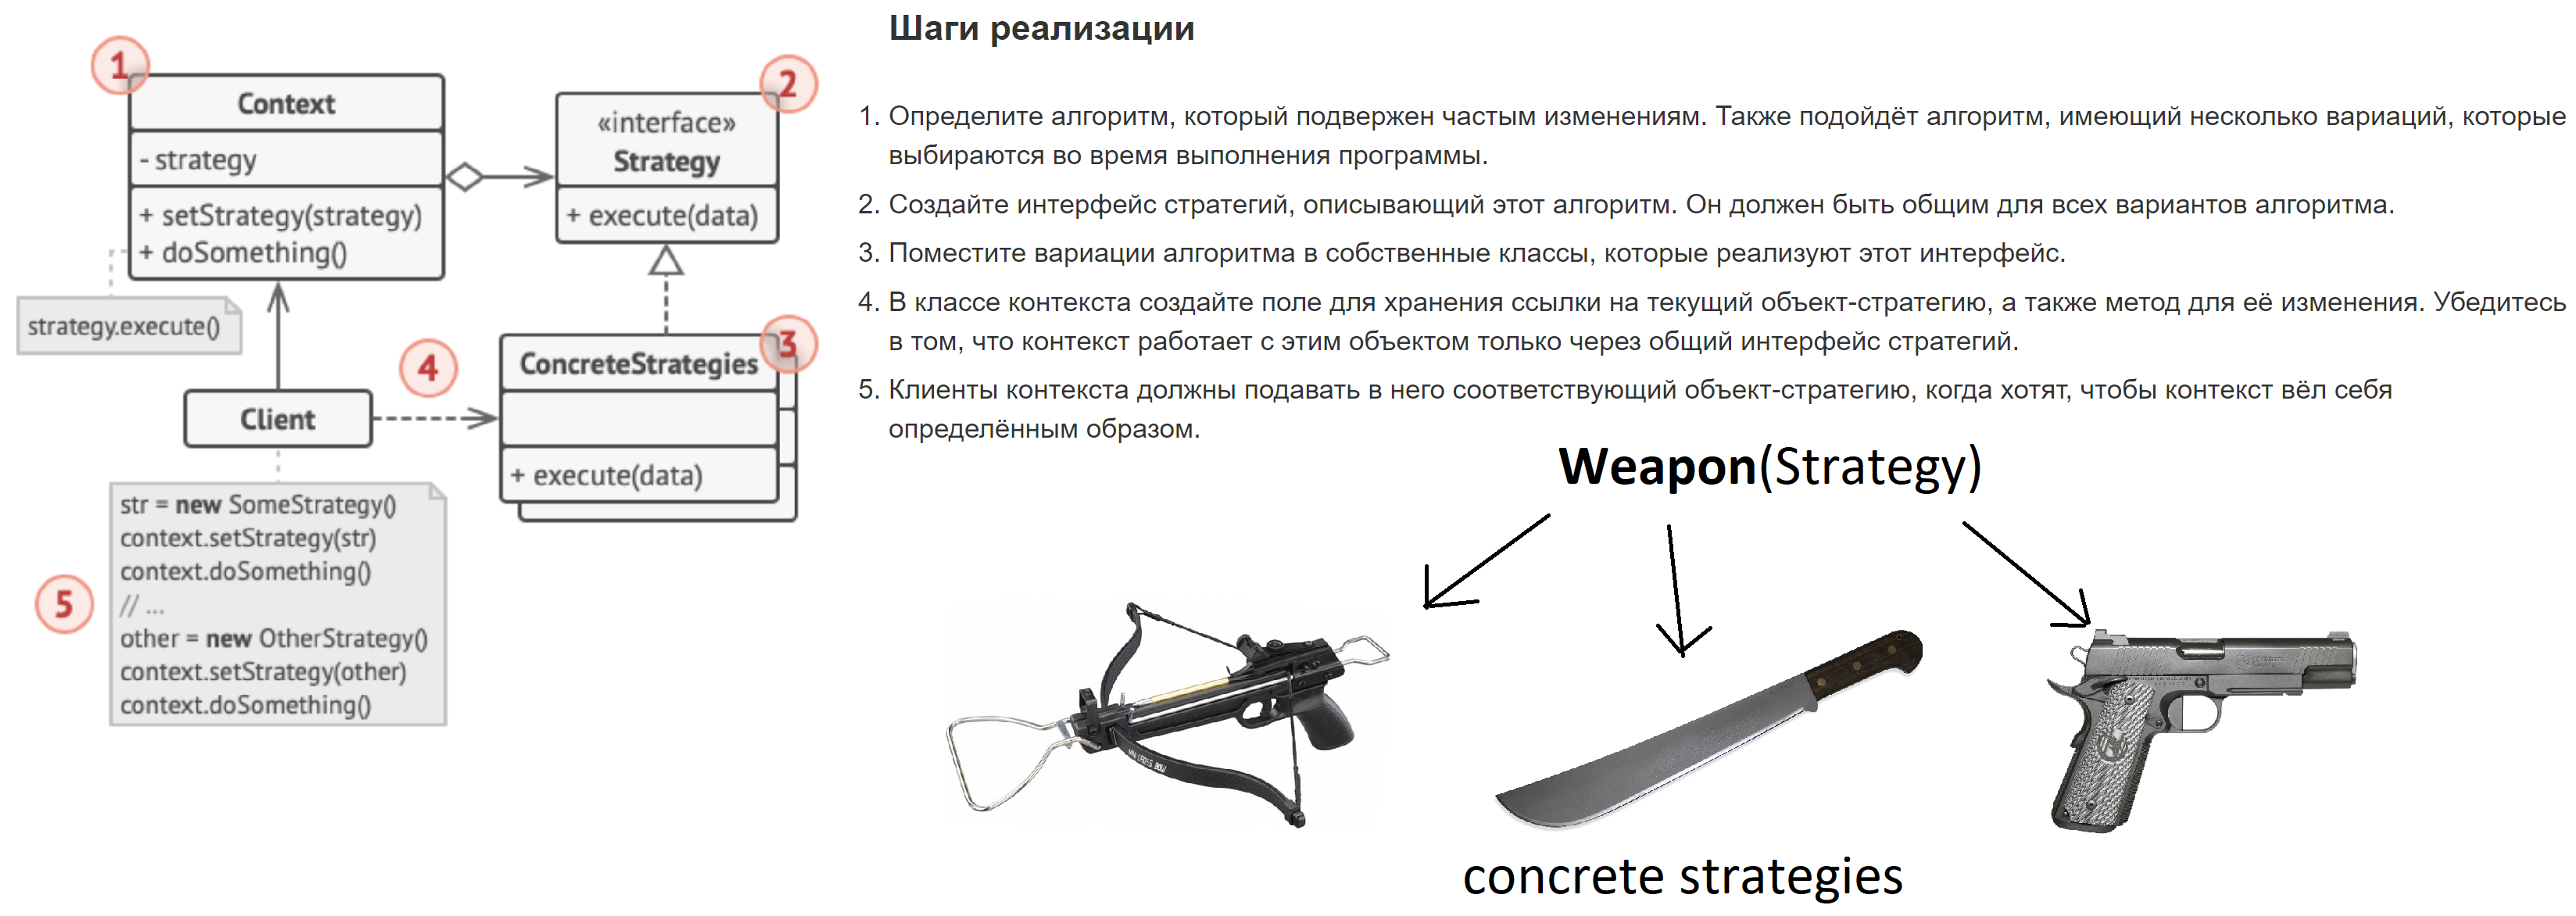 1
Context
- strategy
+ setStrategy(strategy)
+ doSomething()
strategy.execute()
2
«interface»
Strategy
+ execute(data)
3
ConcreteStrategies
+ execute(data)
4
Client
5
str = new SomeStrategy()
context.setStrategy(str)
context.doSomething()
// ...
other = new OtherStrategy()
context.setStrategy(other)
context.doSomething()
Шаги реализации
1. Определите алгоритм, который подвержен частым изменениям. Также подойдёт алгоритм, имеющий несколько вариаций, которые
выбираются во время выполнения программы.
2. Создайте интерфейс стратегий, описывающий этот алгоритм. Он должен быть общим для всех вариантов алгоритма.
3. Поместите вариации алгоритма в собственные классы, которые реализуют этот интерфейс.
4. В классе контекста создайте поле для хранения ссылки на текущий объект-стратегию, а также метод для её изменения. Убедитесь
в том, что контекст работает с этим объектом только через общий интерфейс стратегий.
5. Клиенты контекста должны подавать в него соответствующий объект-стратегию, когда хотят, чтобы контекст вёл себя
определённым образом.
Weapon(Strategy)
concrete strategies